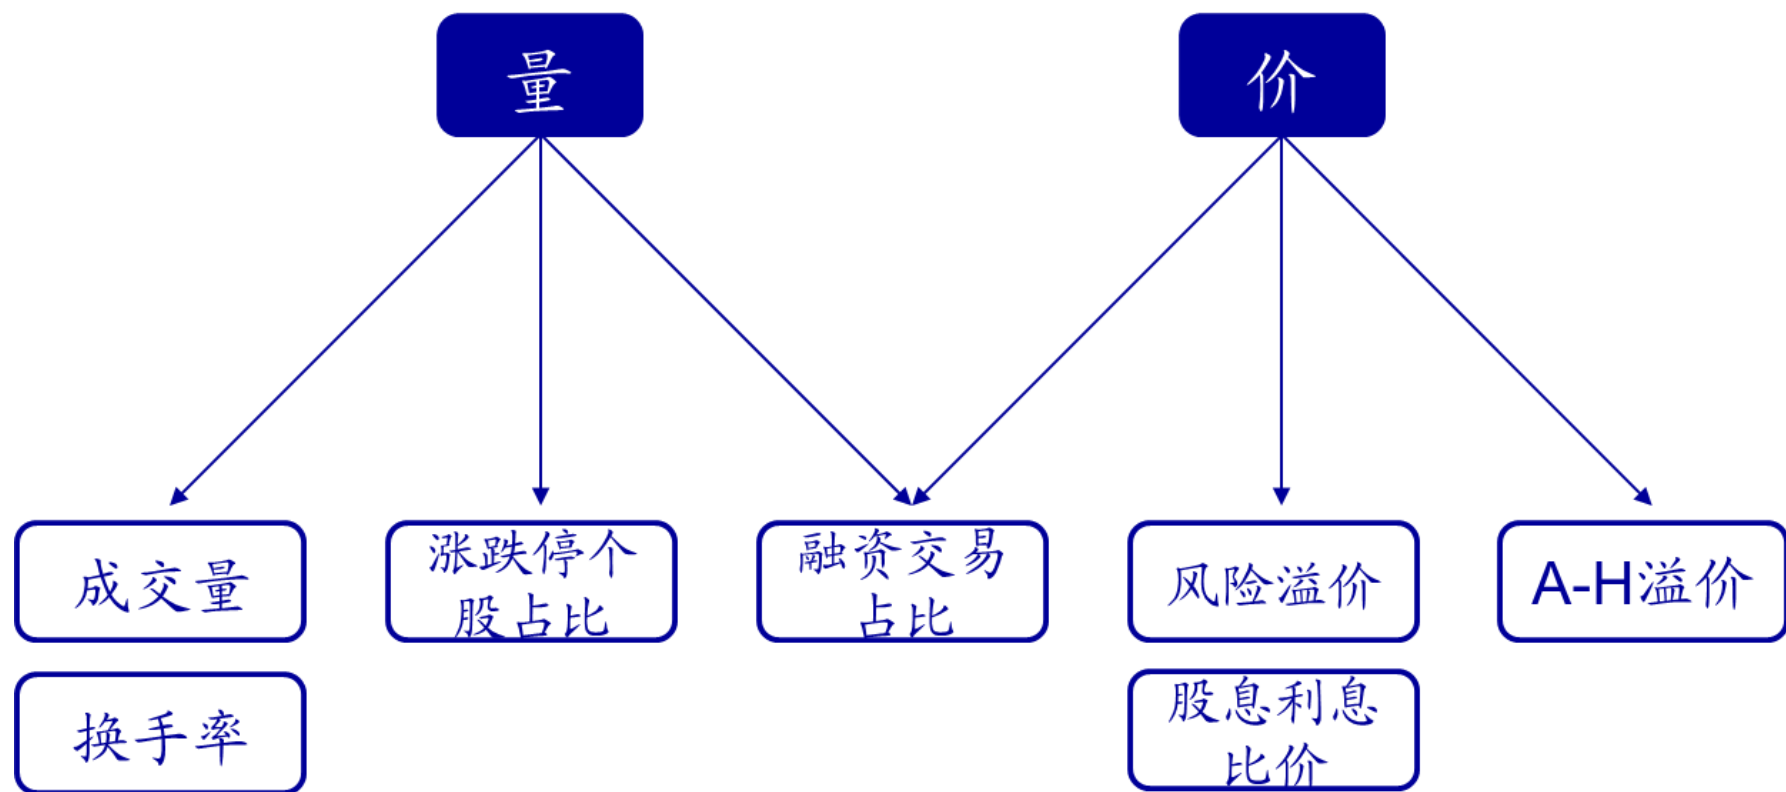 量
价
成交量
涨跌停个
股占比
融资交易
占比
风险溢价
A-H溢价
换手率
股息利息
比价